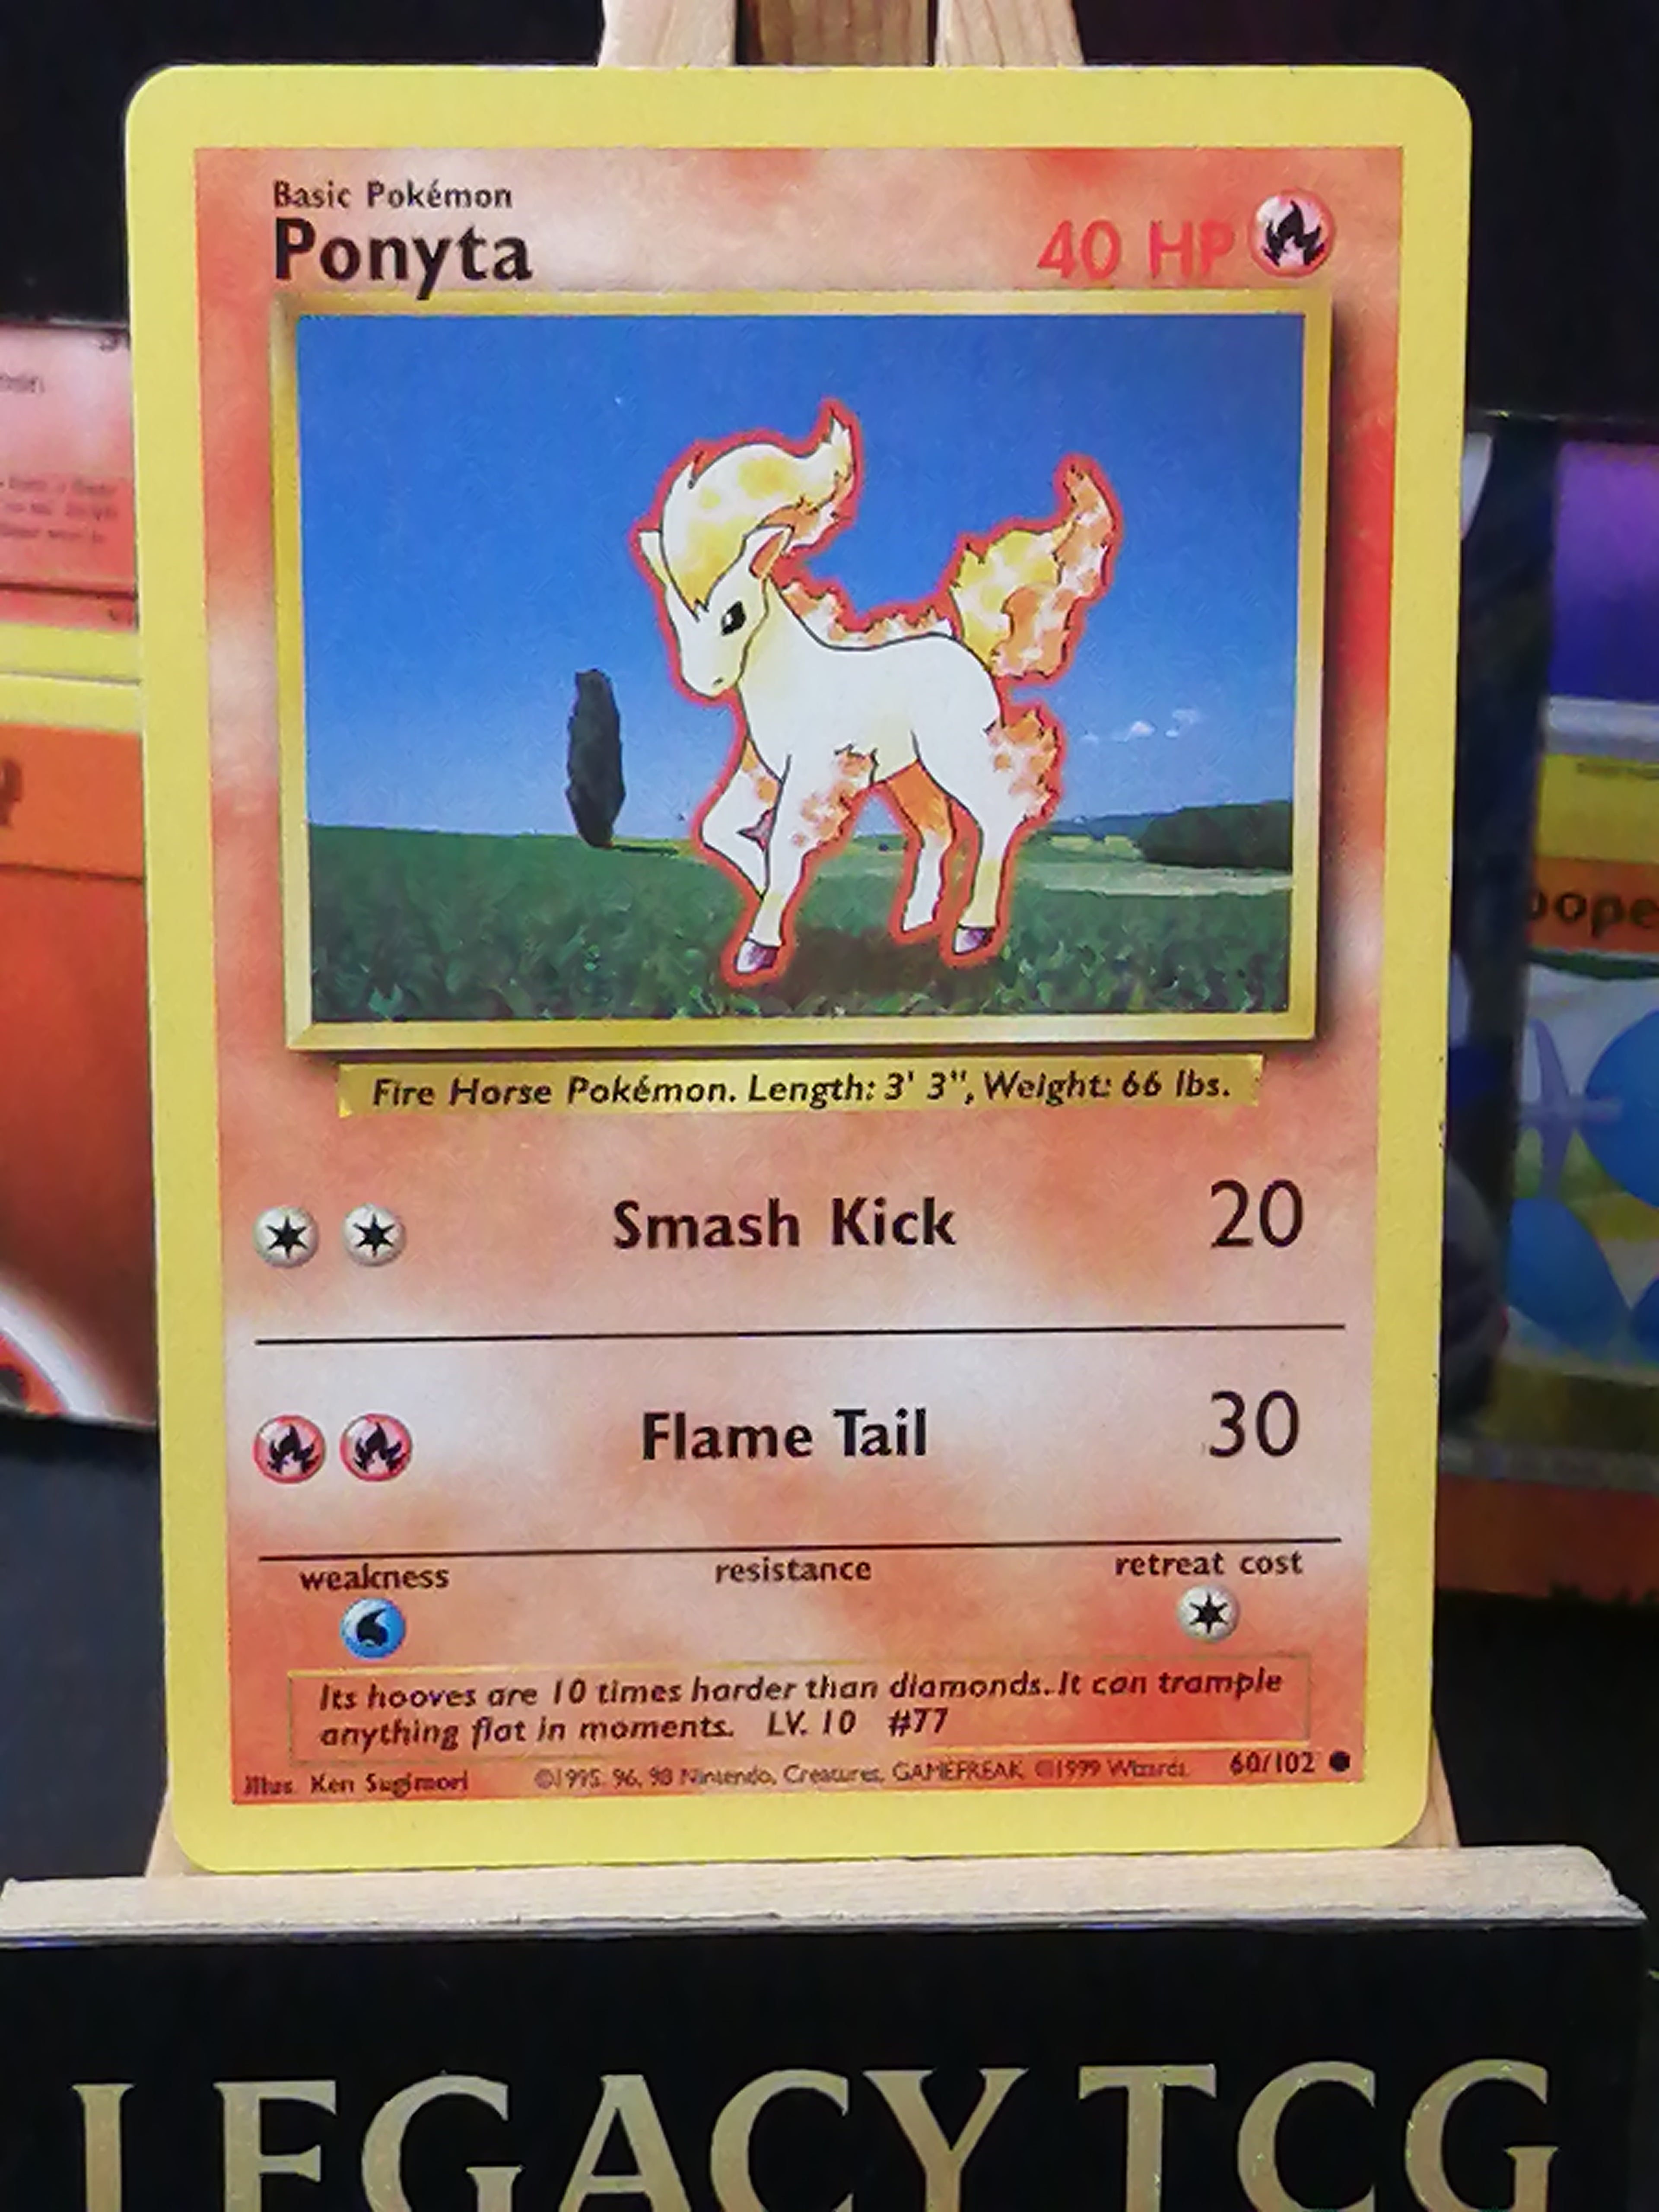 Basic Pokémon
Ponyta
40 HP
Fire Horse Pokémon. Length: 3' 3", Weight: 66 lbs.
Smash Kick 20
Flame Tail 30
weakness resistance retreat cost
Its hooves are 10 times harder than diamonds. It can trample
anything flat in moments. LV. 10 #77
Illus. Ken Sugimori ©1995, 96, 98 Nintendo, Creatures, GAMEFREAK. ©1999 Wizards. 60/102
oope
LEGACY TCG